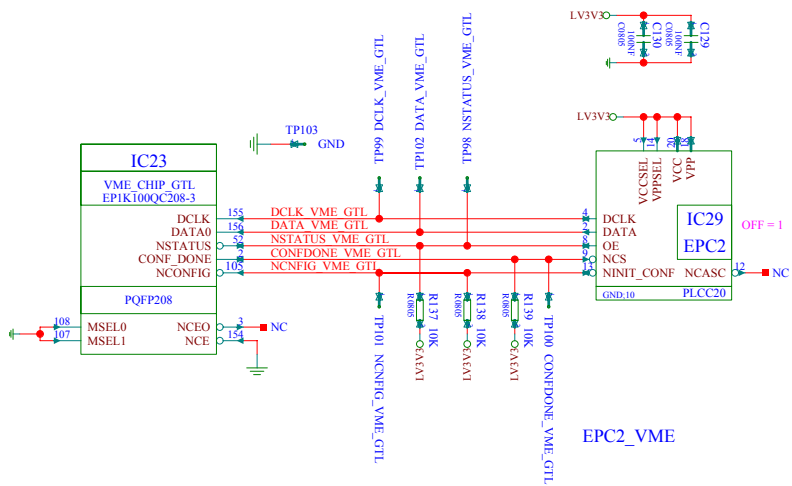 LV3V3
C130
100NF
C0805
C129
100NF
C0805
TP99 DCLK_VME_GTL
TP102 DATA_VME_GTL
TP98 NSTATUS_VME_GTL
TP103
GND
LV3V3
5
14
20
18
VCCSEL
VPPSEL
VCC
VPP
IC23
VME_CHIP_GTL
EP1K100QC208-3
DCLK
155
DCLK_VME_GTL
4
DCLK
DATA0
156
DATA_VME_GTL
2
DATA
NSTATUS
52
NSTATUS_VME_GTL
8
OE
CONF_DONE
2
CONFDONE_VME_GTL
9
NCS
NCONFIG
105
NCNFIG_VME_GTL
13
NINIT_CONF
IC29
EPC2
OFF = 1
NCASC
12
NC
GND;10
PLCC20
PQFP208
108
MSEL0
107
MSEL1
NCEO
3
NC
NCE
154
R137 10K
R0805
R138 10K
R0805
R139 10K
R0805
LV3V3
LV3V3
LV3V3
TP101 NCNFIG_VME_GTL
TP100 CONFDONE_VME_GTL
EPC2_VME